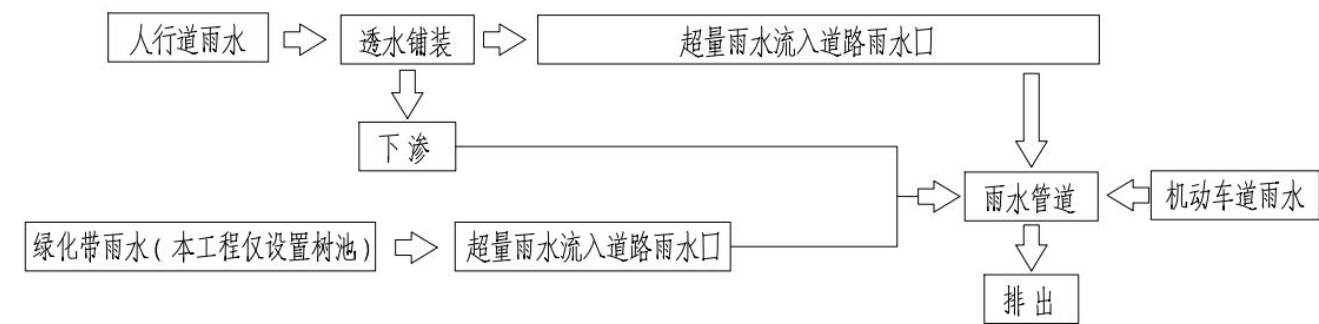 人行道雨水
透水铺装
超量雨水流入道路雨水口
下渗
雨水管道
机动车道雨水
绿化带雨水(本工程仅设置树池)
超量雨水流入道路雨水口
排出